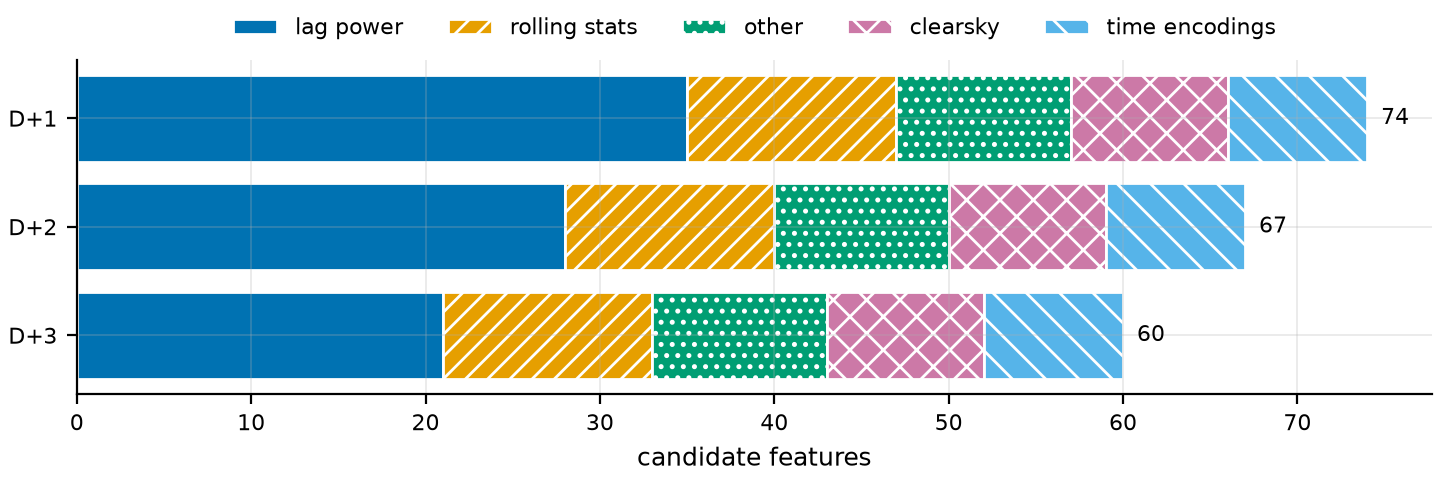 lag power rolling stats other clearsky time encodings
D+1 74
D+2 67
D+3 60
0 10 20 30 40 50 60 70
candidate features